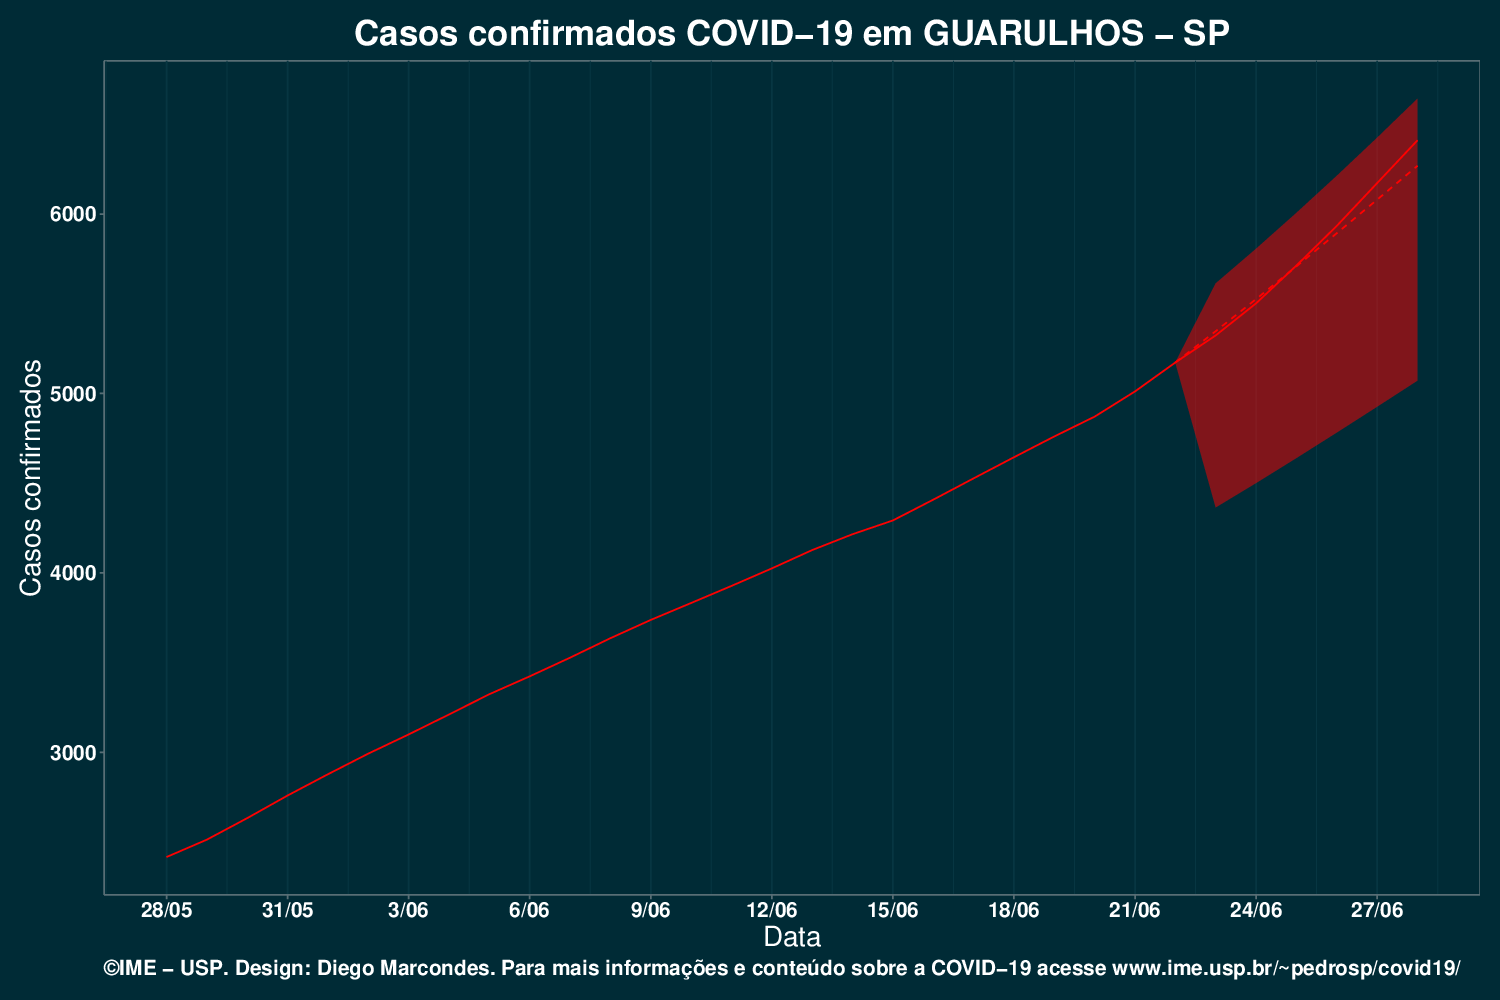 Casos confirmados COVID−19 em GUARULHOS − SP
Casos confirmados
6000
5000
4000
3000
28/05 31/05 3/06 6/06 9/06 12/06 15/06 18/06 21/06 24/06 27/06
Data
©IME − USP. Design: Diego Marcondes. Para mais informações e conteúdo sobre a COVID−19 acesse www.ime.usp.br/~pedrosp/covid19/